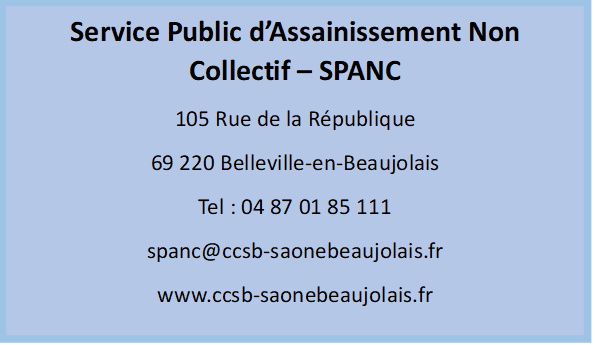 Service Public d’Assainissement Non
Collectif – SPANC
105 Rue de la République
69 220 Belleville-en-Beaujolais
Tel : 04 87 01 85 111
spanc@ccsb-saonebeaujolais.fr
www.ccsb-saonebeaujolais.fr